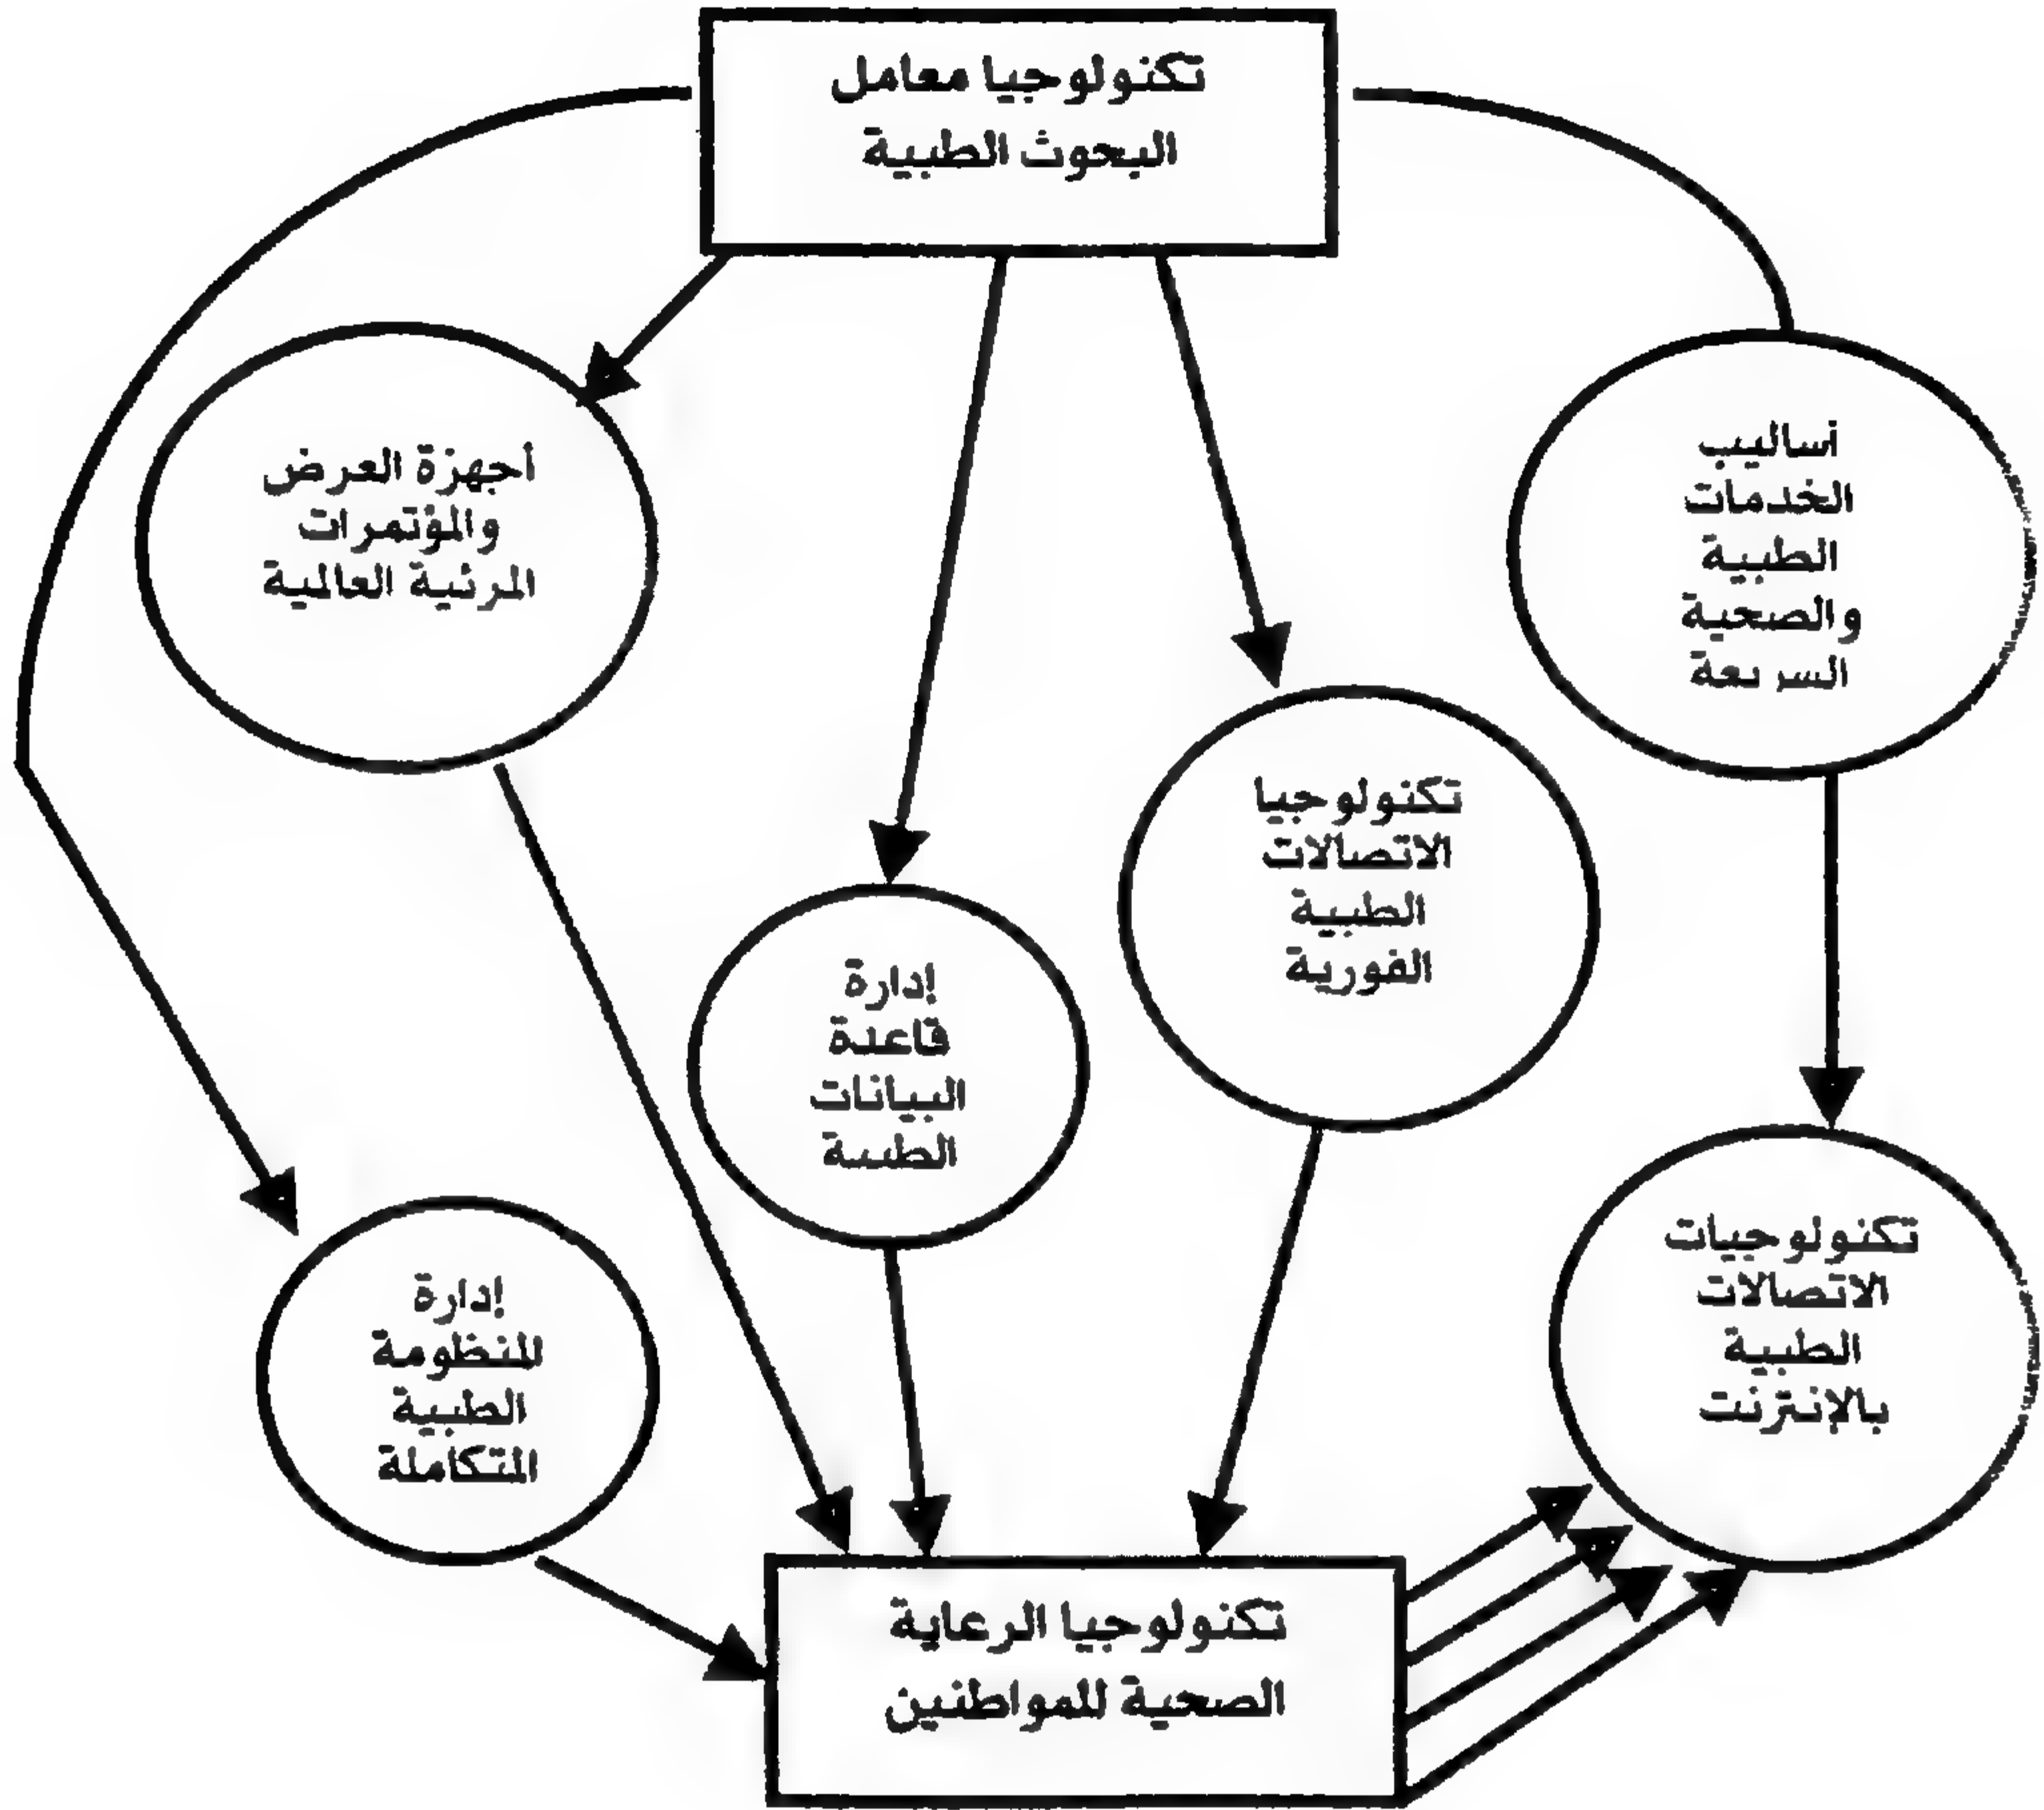 تكنولوجيا معامل
البحوث الطبية
أساليب
الخدمات
الطبية
والصحية
السريعة
أجهزة العرض
والمؤتمرات
المرئية العالمية
تكنولوجيا
الاتصالات
الطبية
الفورية
إدارة
قاعدة
البيانات
الطبية
تكنولوجيات
الاتصالات
الطبية
بالإنترنت
إدارة
المنظومة
الطبية
المتكاملة
تكنولوجيا الرعاية
الصحية للمواطنين